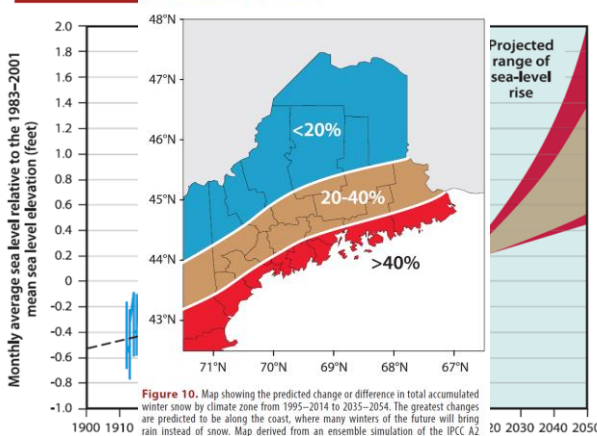 Monthly average sea level relative to the 1983–2001
mean sea level elevation (feet)
2.0
1.8
1.6
1.4
1.2
1.0
0.8
0.6
0.4
0.2
0
-0.2
-0.4
-0.6
-0.8
-1.0
1900 1910
48°N
47°N
46°N
45°N
44°N
43°N
<20%
20-40%
>40%
71°W 70°W 69°W 68°W 67°W
Figure 10. Map showing the predicted change or difference in total accumulated
winter snow by climate zone from 1995–2014 to 2035–2054. The greatest changes
are predicted to be along the coast, where many winters of the future will bring
rain instead of snow. Map derived from an ensemble simulation of the IPCC A2
Projected
range of
sea-level
rise
20 2030 2040 2050